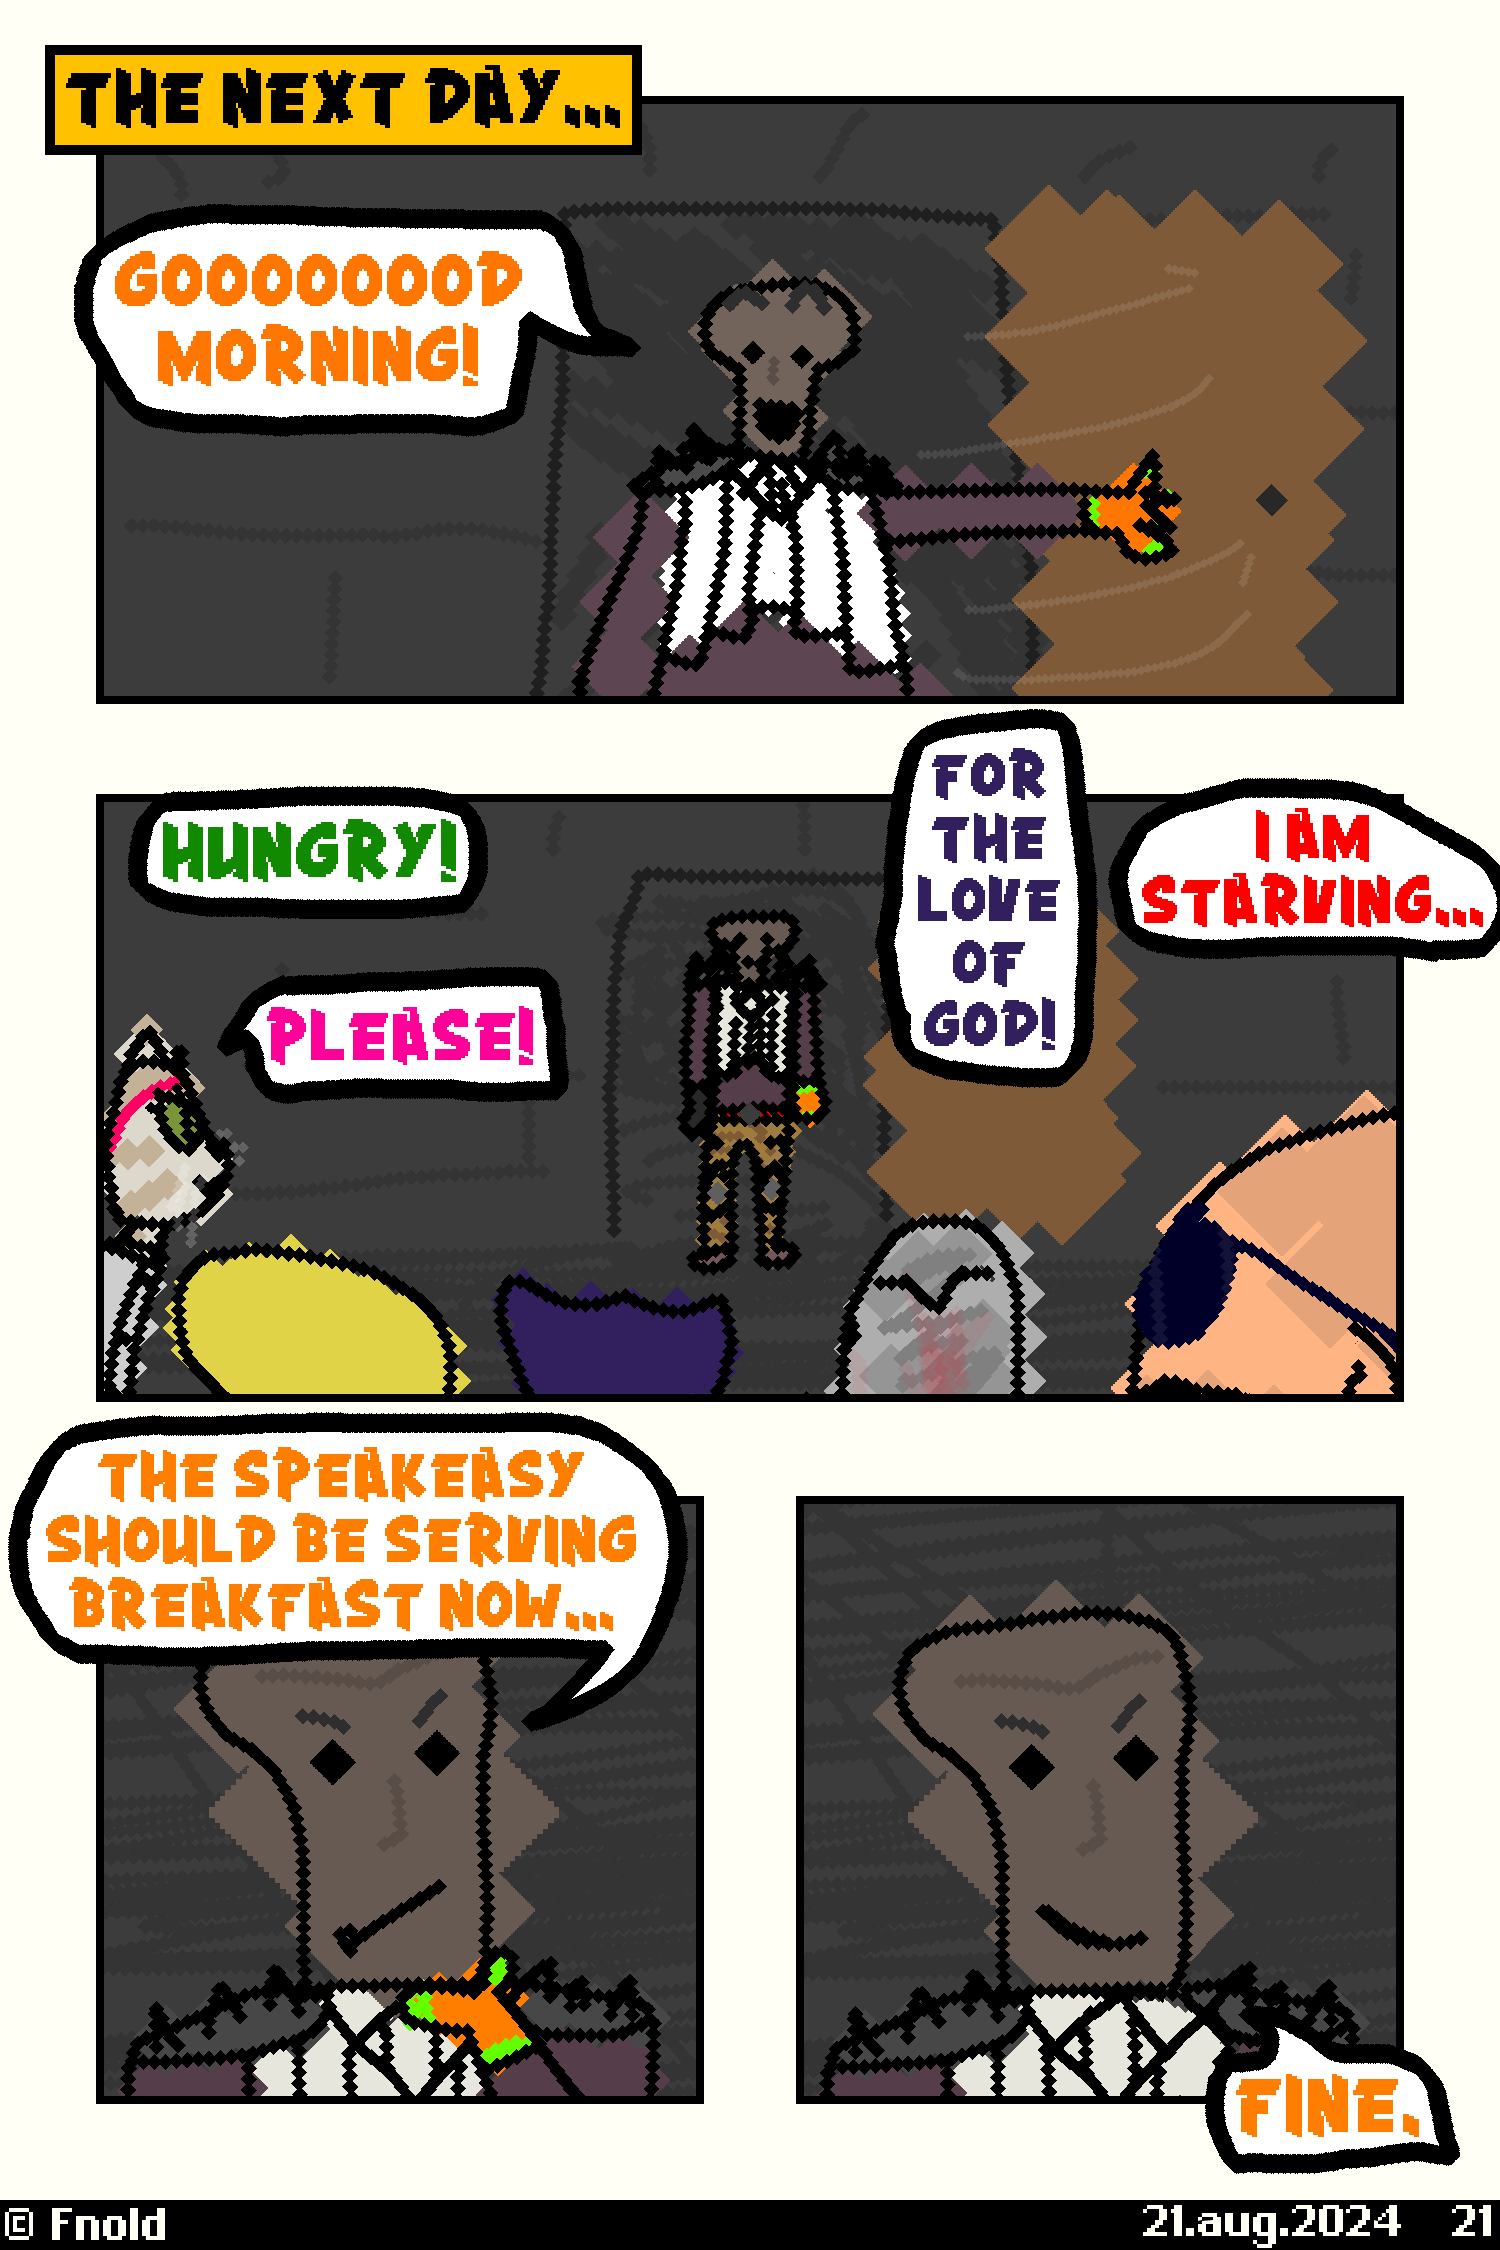 THE NEXT DAY...
GOOOOOOOD
MORNING!
HUNGRY!
PLEASE!
FOR
THE
LOVE
OF
GOD!
I AM
STARVING...
THE SPEAKEASY
SHOULD BE SERVING
BREAKFAST NOW...
FINE.
© Fnold
21.aug.2024 21